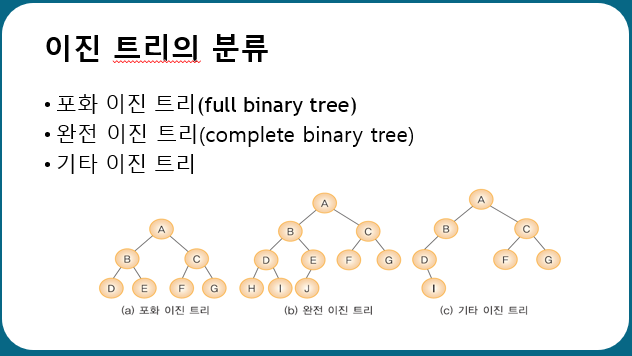 이진 트리의 분류
• 포화 이진 트리(full binary tree)
• 완전 이진 트리(complete binary tree)
• 기타 이진 트리
A
B C
D E F G
(a) 포화 이진 트리
A
B C
D E F G
H I J
(b) 완전 이진 트리
A
B C
D F G
I
(c) 기타 이진 트리